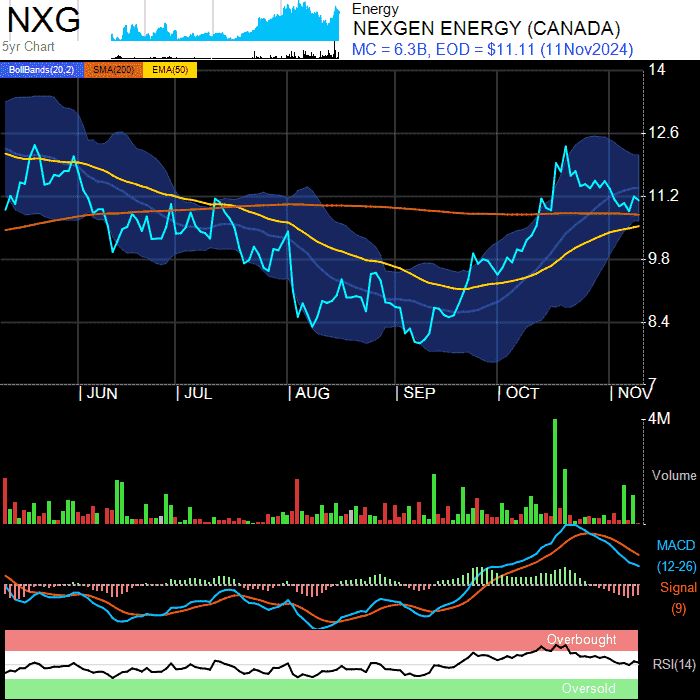 NXG
5yr Chart
Energy
NEXGEN ENERGY (CANADA)
MC = 6.3B, EOD = $11.11 (11Nov2024)
BollBands(20,2) SMA(200) EMA(50)
14
12.6
11.2
9.8
8.4
7
| JUN | JUL | AUG | SEP | OCT | NOV
4M
Volume
MACD
(12-26)
Signal
(9)
Overbought
RSI(14)
Oversold